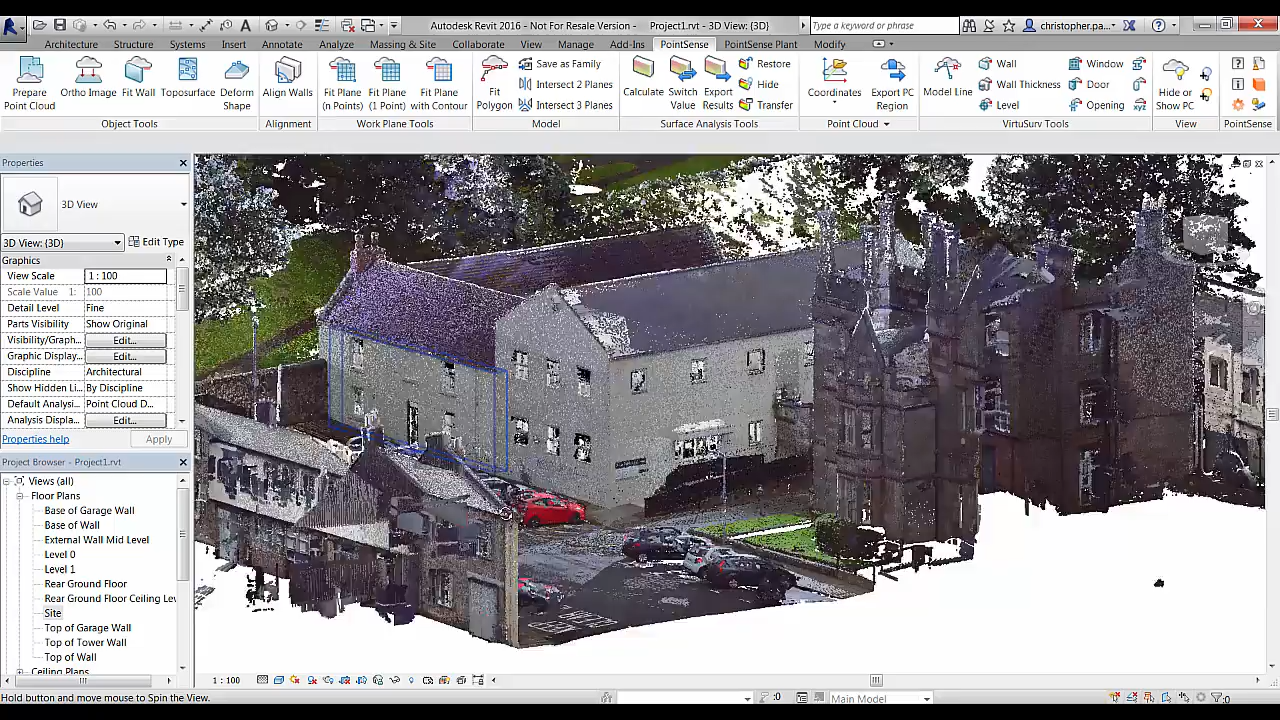 Autodesk Revit 2016 - Not For Resale Version - Project1.rvt - 3D View: {3D}
Type a keyword or phrase
christopher.pa...
Architecture Structure Systems Insert Annotate Analyze Massing & Site Collaborate View Manage Add-Ins PointSense PointSense Plant Modify
Prepare Point Cloud
Ortho Image
Fit Wall
Toposurface
Deform Shape
Align Walls
Fit Plane (n Points)
Fit Plane (1 Point)
Fit Plane with Contour
Fit Polygon
Save as Family
Intersect 2 Planes
Intersect 3 Planes
Calculate
Switch Value
Export Results
Restore
Hide
Transfer
Coordinates
Export PC Region
Model Line
Wall
Wall Thickness
Level
Window
Door
Opening
Hide or Show PC
Object Tools
Alignment
Work Plane Tools
Model
Surface Analysis Tools
Point Cloud
VirtuSurv Tools
View
PointSense
Properties
3D View
3D View: {3D}
Edit Type
Graphics
View Scale 1 : 100
Scale Value 1: 100
Detail Level Fine
Parts Visibility Show Original
Visibility/Graph... Edit...
Graphic Display... Edit...
Discipline Architectural
Show Hidden Li... By Discipline
Default Analysi... Point Cloud D...
Analysis Displa... Edit...
Properties help
Apply
Project Browser - Project1.rvt
Views (all)
Floor Plans
Base of Garage Wall
Base of Wall
External Wall Mid Level
Level 0
Level 1
Rear Ground Floor
Rear Ground Floor Ceiling Lev
Site
Top of Garage Wall
Top of Tower Wall
Top of Wall
Ceiling Plans
1 : 100
Hold button and move mouse to Spin the View.
:0
Main Model
:0